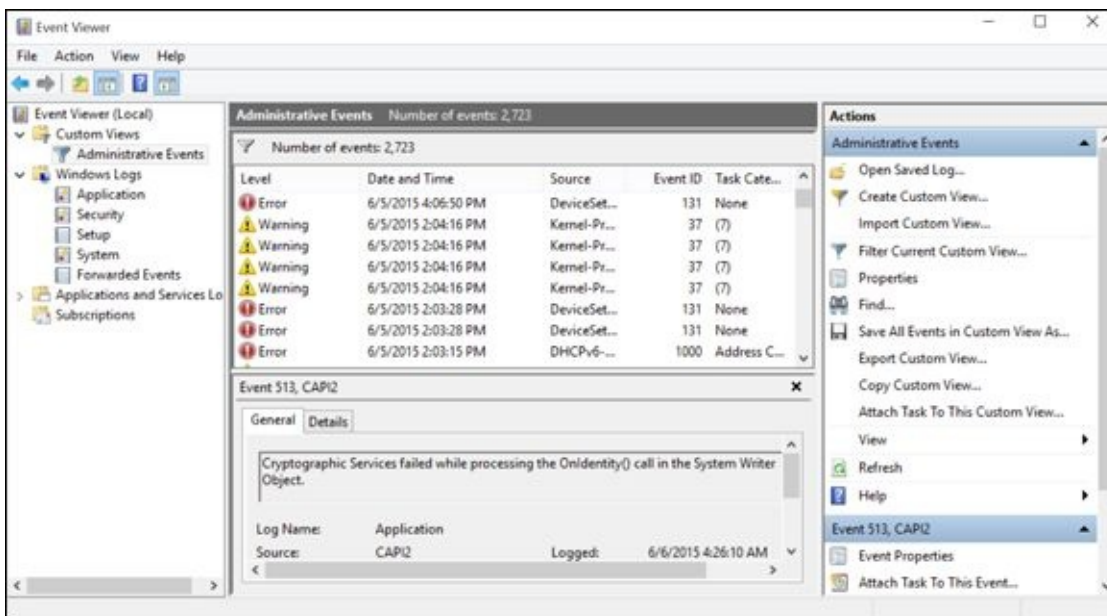 Event Viewer
File Action View Help
Event Viewer (Local)
Custom Views
Administrative Events
Windows Logs
Application
Security
Setup
System
Forwarded Events
Applications and Services Lo
Subscriptions
Administrative Events Number of events: 2,723
Number of events: 2,723
Level Date and Time Source Event ID Task Cate...
Error 6/5/2015 4:06:50 PM DeviceSet... 131 None
Warning 6/5/2015 2:04:16 PM Kernel-Pr... 37 (7)
Warning 6/5/2015 2:04:16 PM Kernel-Pr... 37 (7)
Warning 6/5/2015 2:04:16 PM Kernel-Pr... 37 (7)
Warning 6/5/2015 2:04:16 PM Kernel-Pr... 37 (7)
Error 6/5/2015 2:03:28 PM DeviceSet... 131 None
Error 6/5/2015 2:03:28 PM DeviceSet... 131 None
Error 6/5/2015 2:03:15 PM DHCPv6-... 1000 Address C...
Event 513, CAPI2
General Details
Cryptographic Services failed while processing the OnIdentity() call in the System Writer
Object.
Log Name: Application
Source: CAPI2 Logged: 6/6/2015 4:26:10 AM
Actions
Administrative Events
Open Saved Log...
Create Custom View...
Import Custom View...
Filter Current Custom View...
Properties
Find...
Save All Events in Custom View As...
Export Custom View...
Copy Custom View...
Attach Task To This Custom View...
View
Refresh
Help
Event 513, CAPI2
Event Properties
Attach Task To This Event...